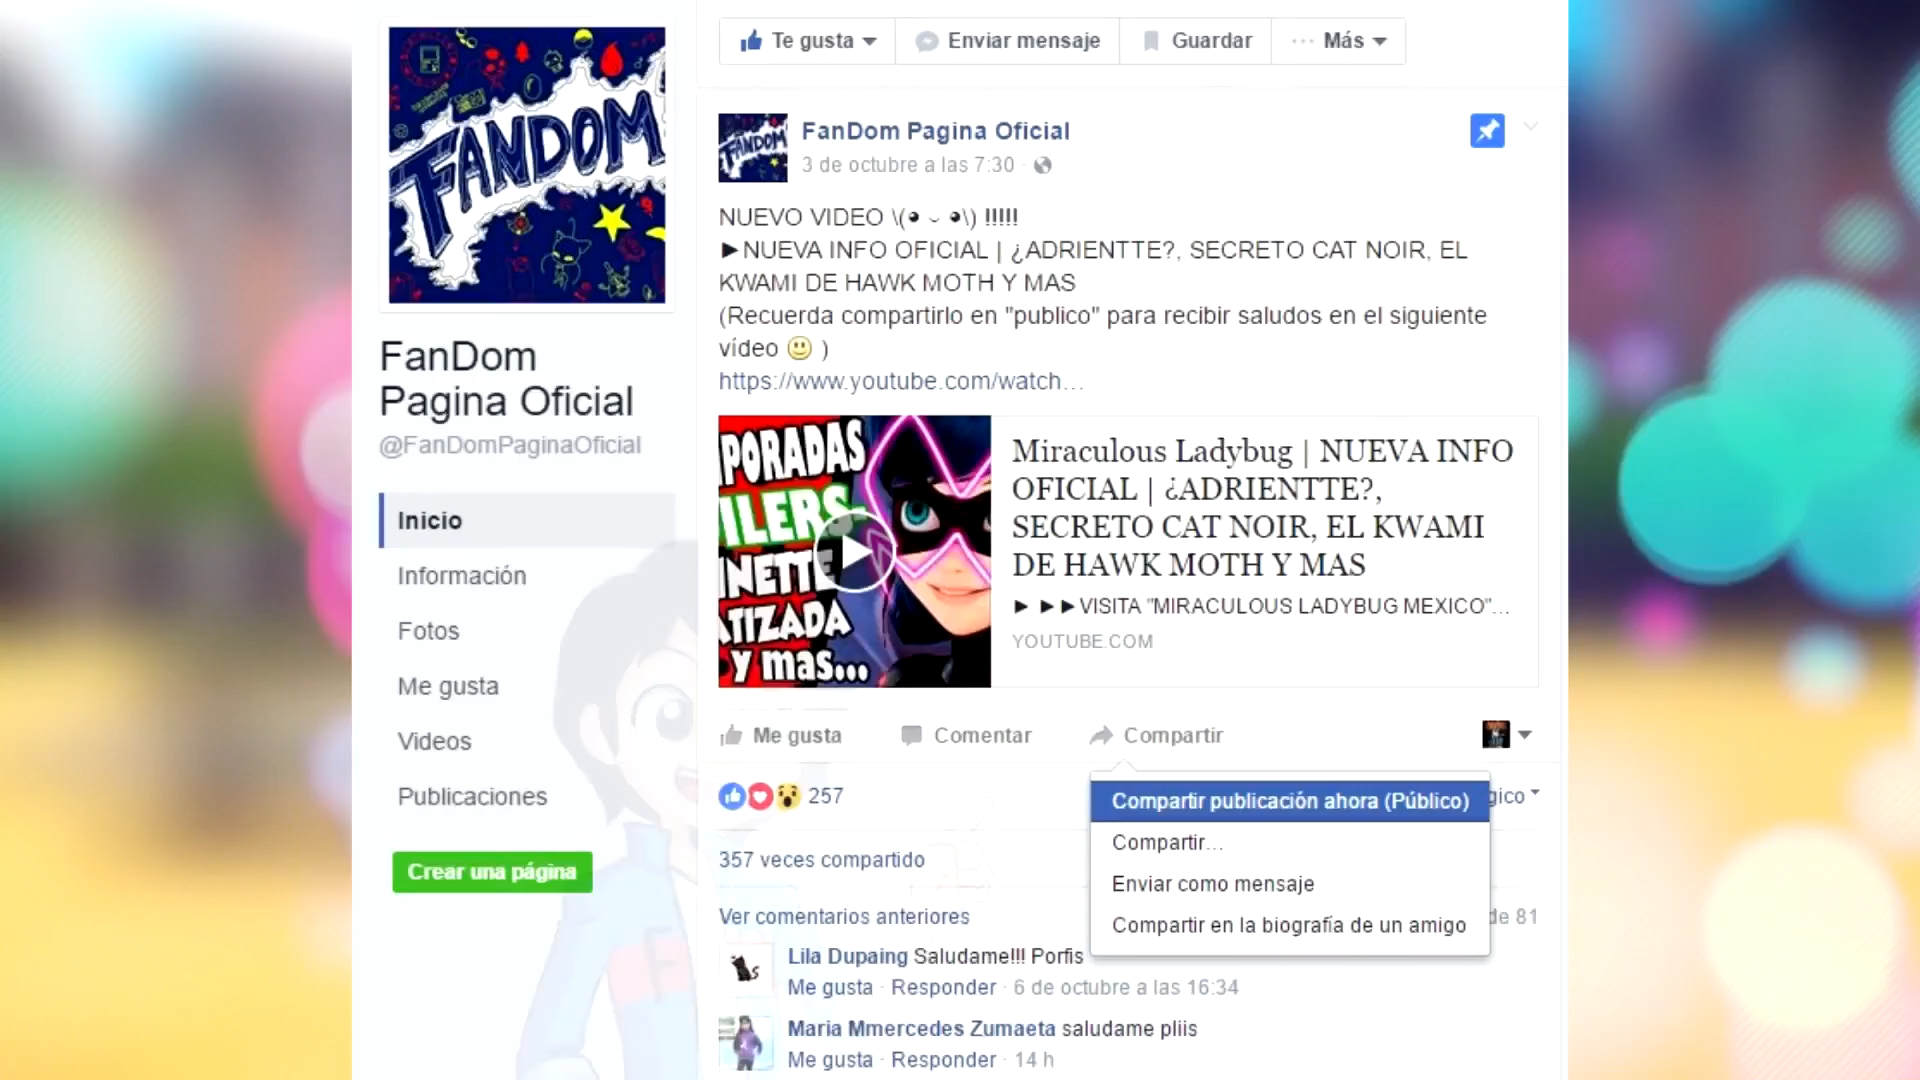 FANDOM
FanDom
Pagina Oficial
@FanDomPaginaOficial
Inicio
Información
Fotos
Me gusta
Videos
Publicaciones
Crear una página
Te gusta
Enviar mensaje
Guardar
Más
FANDOM
FanDom Pagina Oficial
3 de octubre a las 7:30 ·
NUEVO VIDEO \(◕ ⌣ ◕\) !!!!!
►NUEVA INFO OFICIAL | ¿ADRIENTTE?, SECRETO CAT NOIR, EL
KWAMI DE HAWK MOTH Y MAS
(Recuerda compartirlo en "publico" para recibir saludos en el siguiente
vídeo 🙂 )
https://www.youtube.com/watch…
PORADAS
ILERS
INETTE
ATIZADA
y mas...
Miraculous Ladybug | NUEVA INFO
OFICIAL | ¿ADRIENTTE?,
SECRETO CAT NOIR, EL KWAMI
DE HAWK MOTH Y MAS
►►►VISITA "MIRACULOUS LADYBUG MEXICO"...
YOUTUBE.COM
Me gusta
Comentar
Compartir
257
gico
Compartir publicación ahora (Público)
Compartir...
Enviar como mensaje
Compartir en la biografía de un amigo
357 veces compartido
Ver comentarios anteriores
de 81
Lila Dupaing Saludame!!! Porfis
Me gusta · Responder · 6 de octubre a las 16:34
Maria Mmercedes Zumaeta saludame pliis
Me gusta · Responder · 14 h